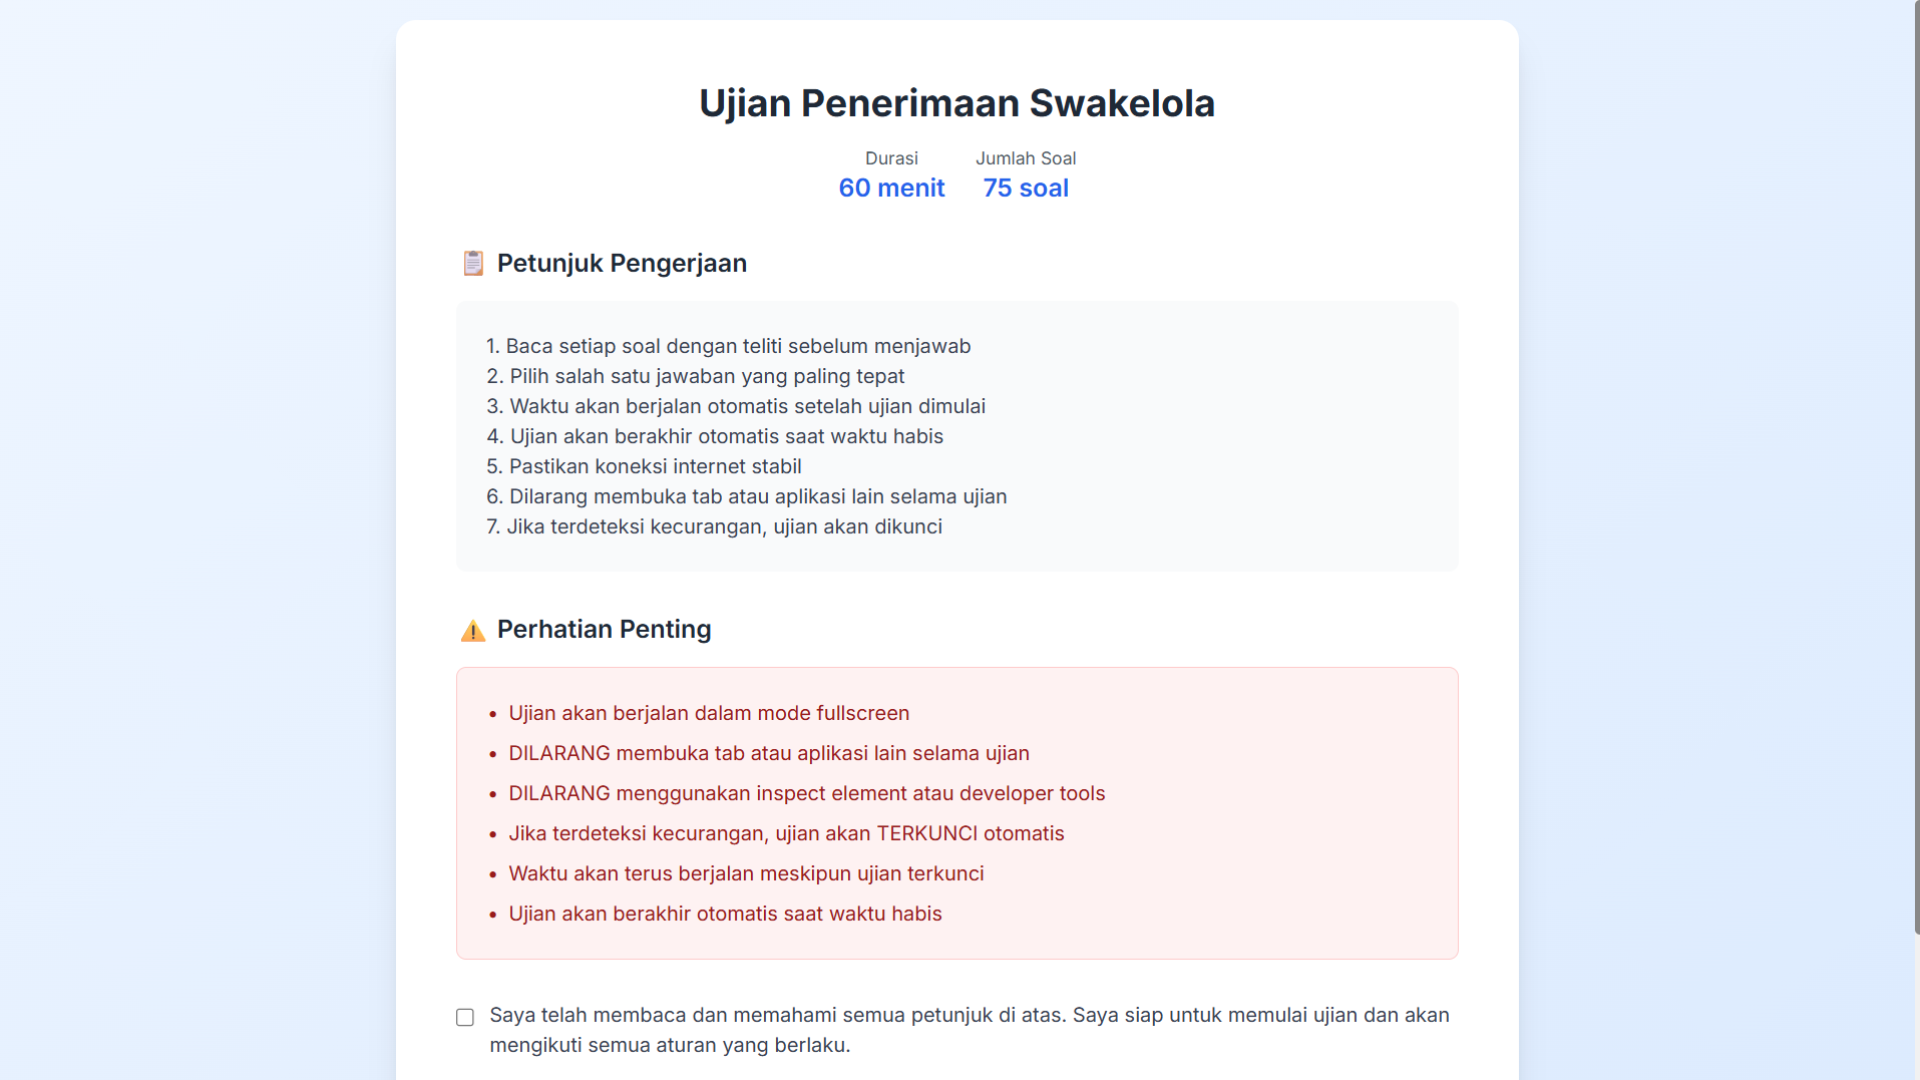 Ujian Penerimaan Swakelola
Durasi
60 menit
Jumlah Soal
75 soal
Petunjuk Pengerjaan
1. Baca setiap soal dengan teliti sebelum menjawab
2. Pilih salah satu jawaban yang paling tepat
3. Waktu akan berjalan otomatis setelah ujian dimulai
4. Ujian akan berakhir otomatis saat waktu habis
5. Pastikan koneksi internet stabil
6. Dilarang membuka tab atau aplikasi lain selama ujian
7. Jika terdeteksi kecurangan, ujian akan dikunci
Perhatian Penting
• Ujian akan berjalan dalam mode fullscreen
• DILARANG membuka tab atau aplikasi lain selama ujian
• DILARANG menggunakan inspect element atau developer tools
• Jika terdeteksi kecurangan, ujian akan TERKUNCI otomatis
• Waktu akan terus berjalan meskipun ujian terkunci
• Ujian akan berakhir otomatis saat waktu habis
Saya telah membaca dan memahami semua petunjuk di atas. Saya siap untuk memulai ujian dan akan
mengikuti semua aturan yang berlaku.